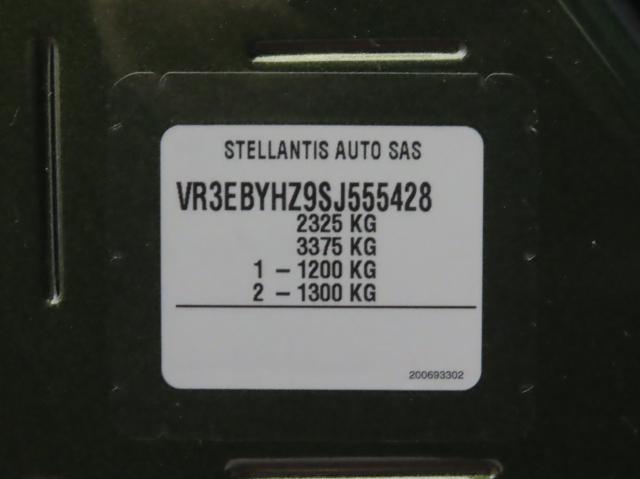 STELLANTIS AUTO SAS
VR3EBYHZ9SJ555428
2325 KG
3375 KG
1 – 1200 KG
2 – 1300 KG
200693302